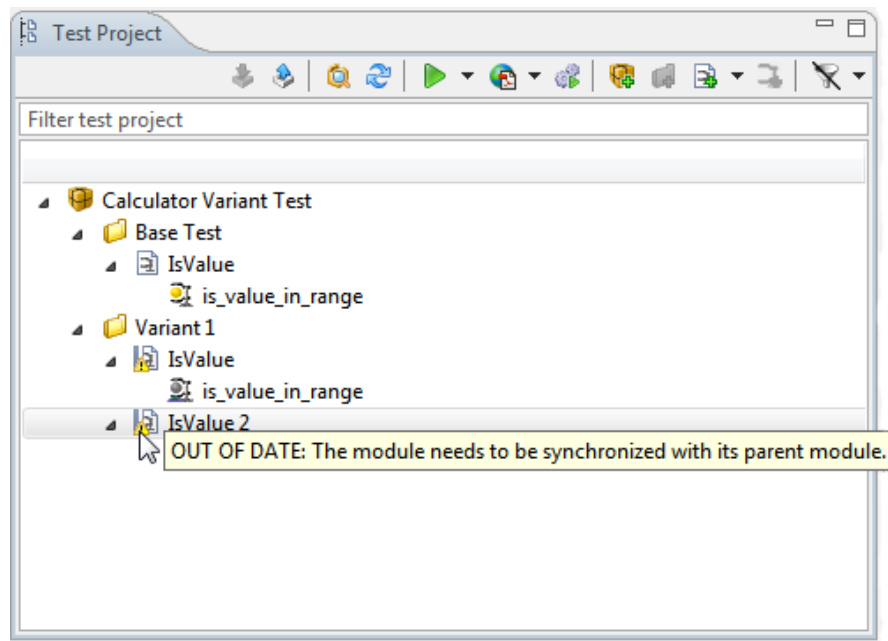 Test Project
Filter test project
Calculator Variant Test
Base Test
IsValue
is_value_in_range
Variant 1
IsValue
is_value_in_range
IsValue 2
OUT OF DATE: The module needs to be synchronized with its parent module.